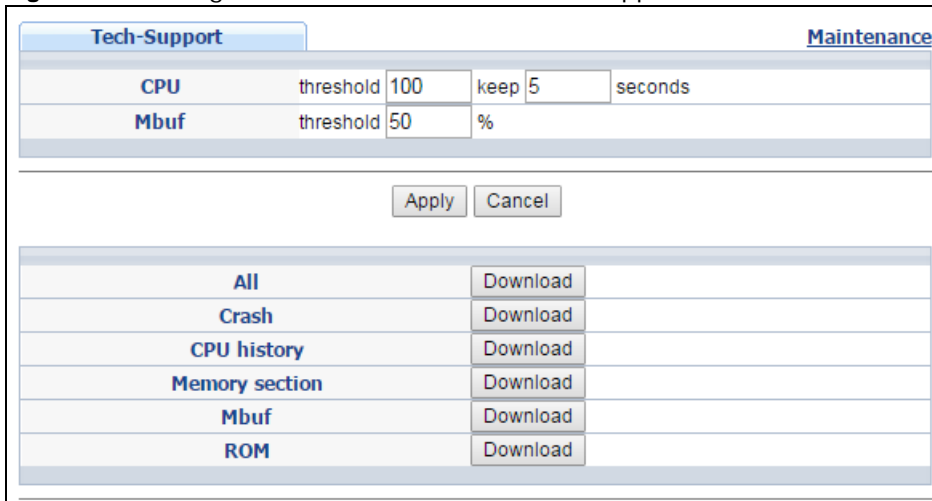 Tech-Support Maintenance
CPU threshold 100 keep 5 seconds
Mbuf threshold 50 %
Apply Cancel
All Download
Crash Download
CPU history Download
Memory section Download
Mbuf Download
ROM Download